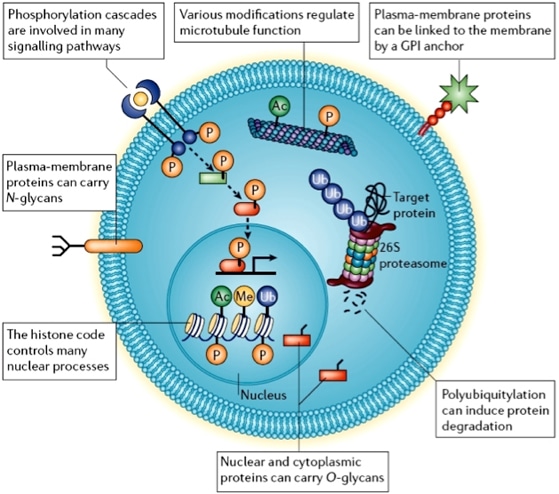 Phosphorylation cascades
are involved in many
signalling pathways
Various modifications regulate
microtubule function
Plasma-membrane proteins
can be linked to the membrane
by a GPI anchor
Ac
P
P
P
P
Plasma-membrane
proteins can carry
N-glycans
P
Ub
Ub
Ub
Ub
Target
protein
26S
proteasome
P
Ac Me Ub
P P
The histone code
controls many
nuclear processes
Nucleus
Polyubiquitylation
can induce protein
degradation
Nuclear and cytoplasmic
proteins can carry O-glycans